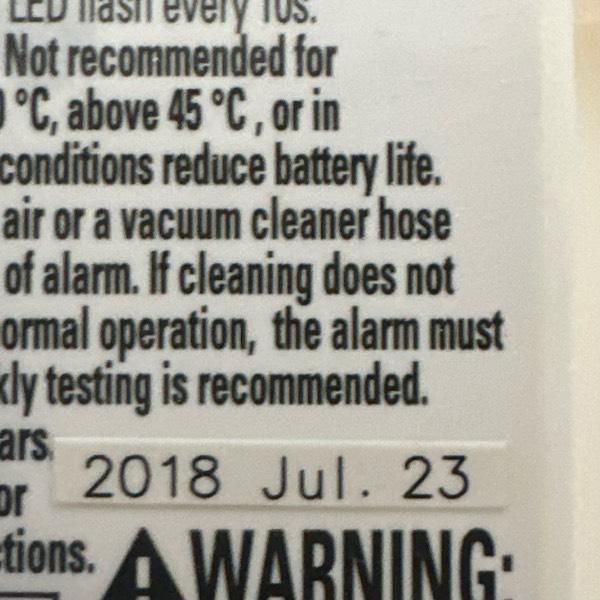 LED flash every 10s.
Not recommended for
0 °C, above 45 °C , or in
conditions reduce battery life.
air or a vacuum cleaner hose
of alarm. If cleaning does not
ormal operation, the alarm must
kly testing is recommended.
ars.
2018 Jul. 23
or
ctions.
WARNING: